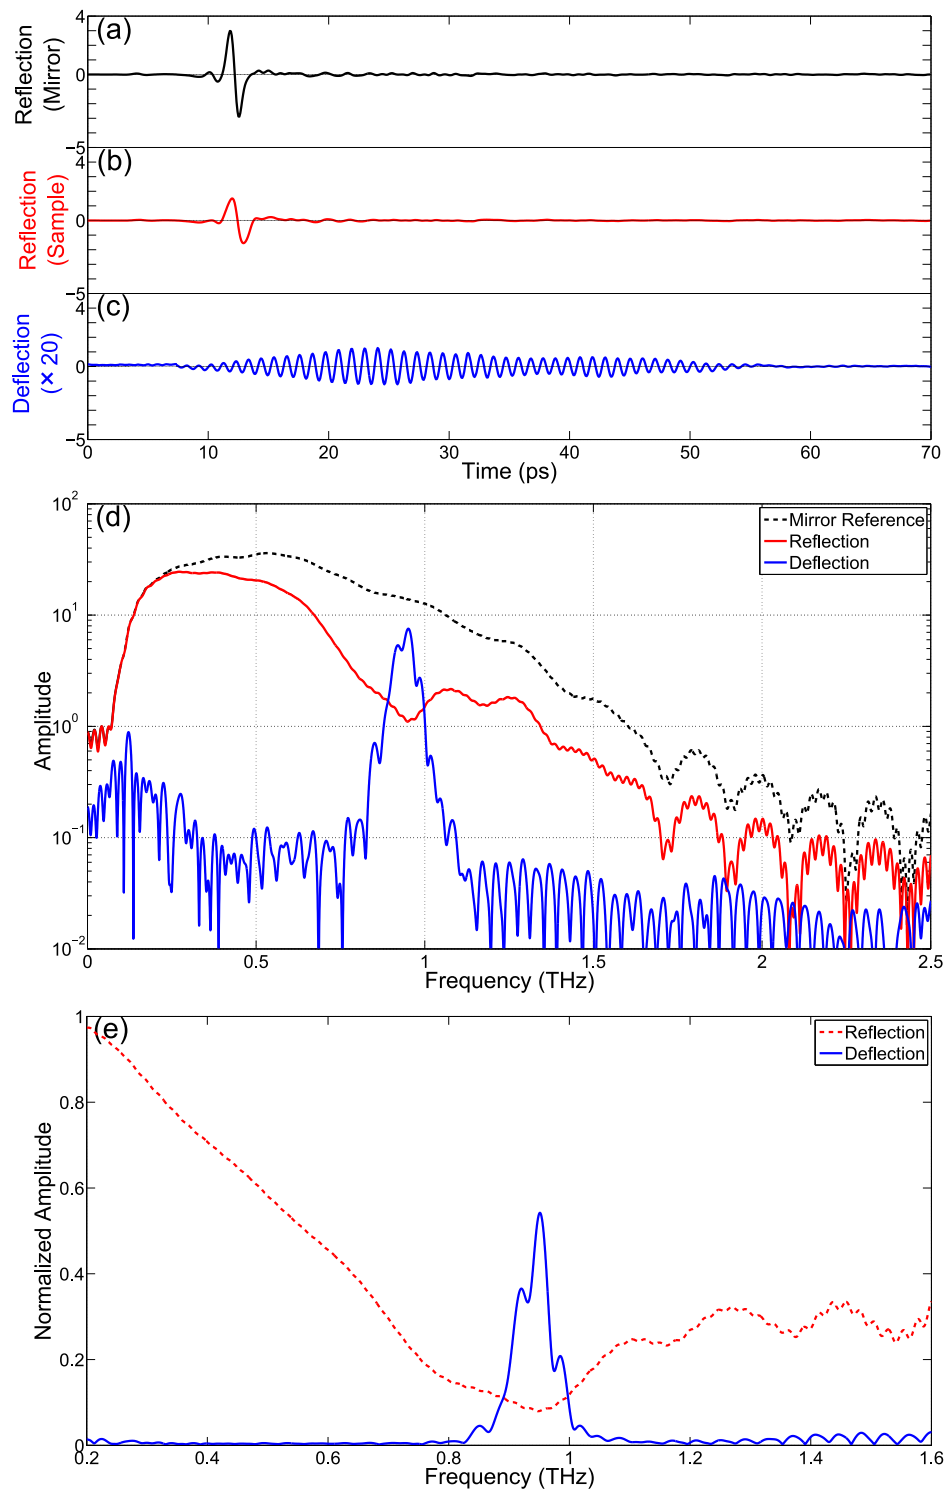 (a)
4
0
−5
Reflection
(Mirror)
(b)
4
0
−5
Reflection
(Sample)
(c)
4
0
−5
Deflection
(×20)
0 10 20 30 40 50 60 70
Time (ps)
(d)
10² 10¹ 10⁰ 10⁻¹ 10⁻²
Amplitude
Mirror Reference
Reflection
Deflection
0 0.5 1 1.5 2 2.5
Frequency (THz)
(e)
1 0.8 0.6 0.4 0.2 0
Normalized Amplitude
Reflection
Deflection
0.2 0.4 0.6 0.8 1 1.2 1.4 1.6
Frequency (THz)